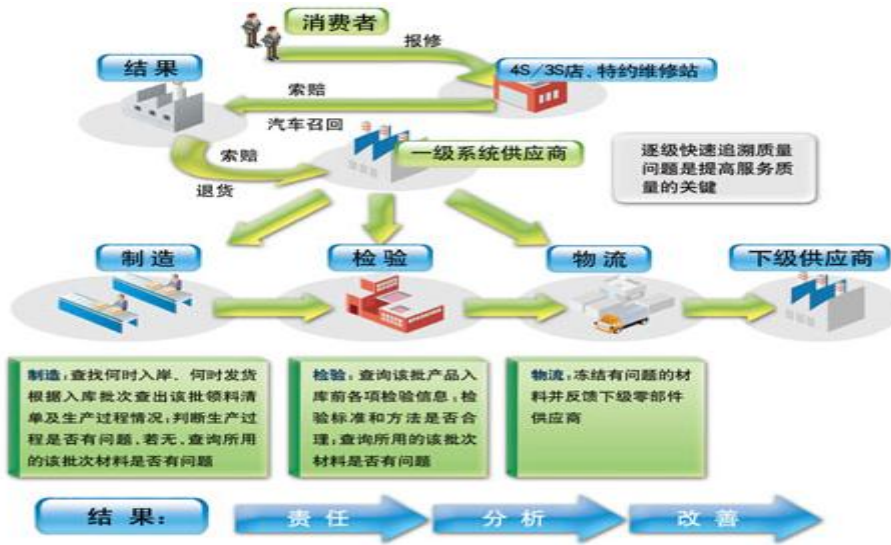 消费者
报修
结果
4S/3S店、特约维修站
索赔
汽车召回
索赔
一级系统供应商
退货
逐级快速追溯质量
问题是提高服务质
量的关键
制造
检验
物流
下级供应商
制造:查找何时入岸、何时发货
根据入库批次查出该批领料清
单及生产过程情况;判断生产过
程是否有问题,若无,查询所用
的该批次材料是否有问题
检验:查询该批产品入
库前各项检验信息;检
验标准和方法是否合
理;查询所用的该批次
材料是否有问题
物流:冻结有问题的材
料并反馈下级零部件
供应商
结果:
责任
分析
改善